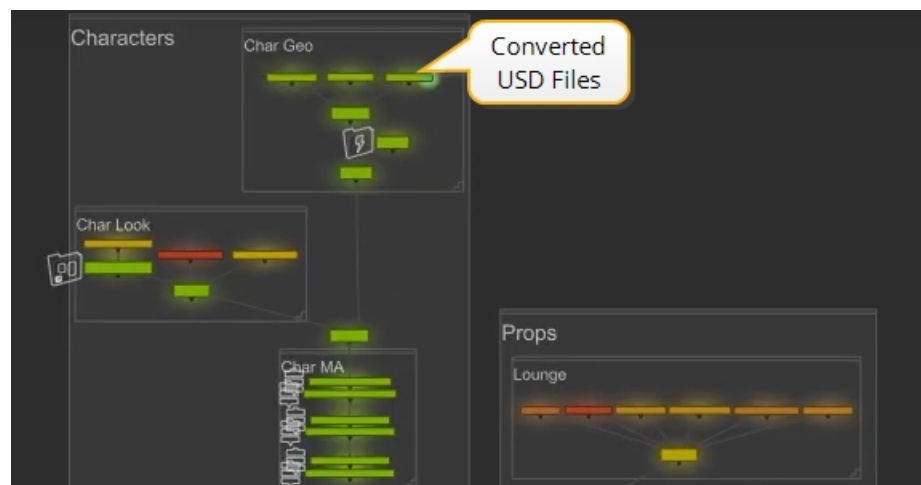 Characters
Char Geo
Converted
USD Files
Char Look
Char MA
Props
Lounge